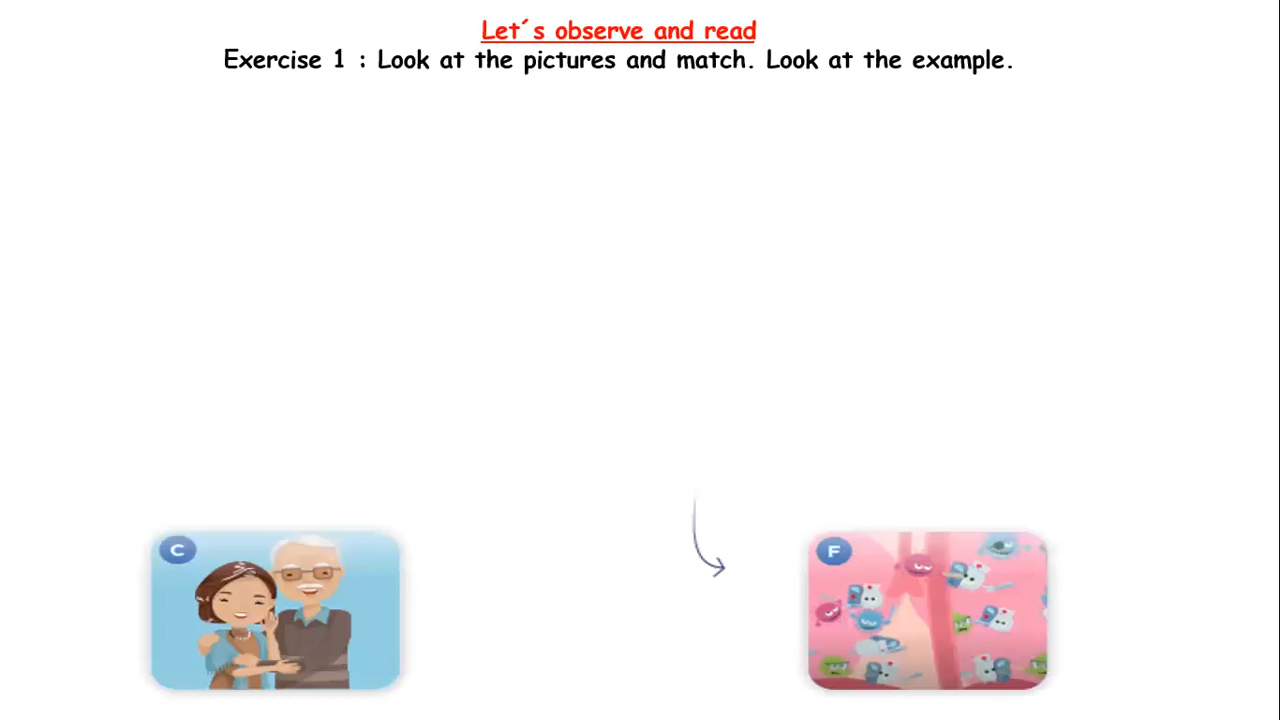 Let´s observe and read
Exercise 1 : Look at the pictures and match. Look at the example.
C
F